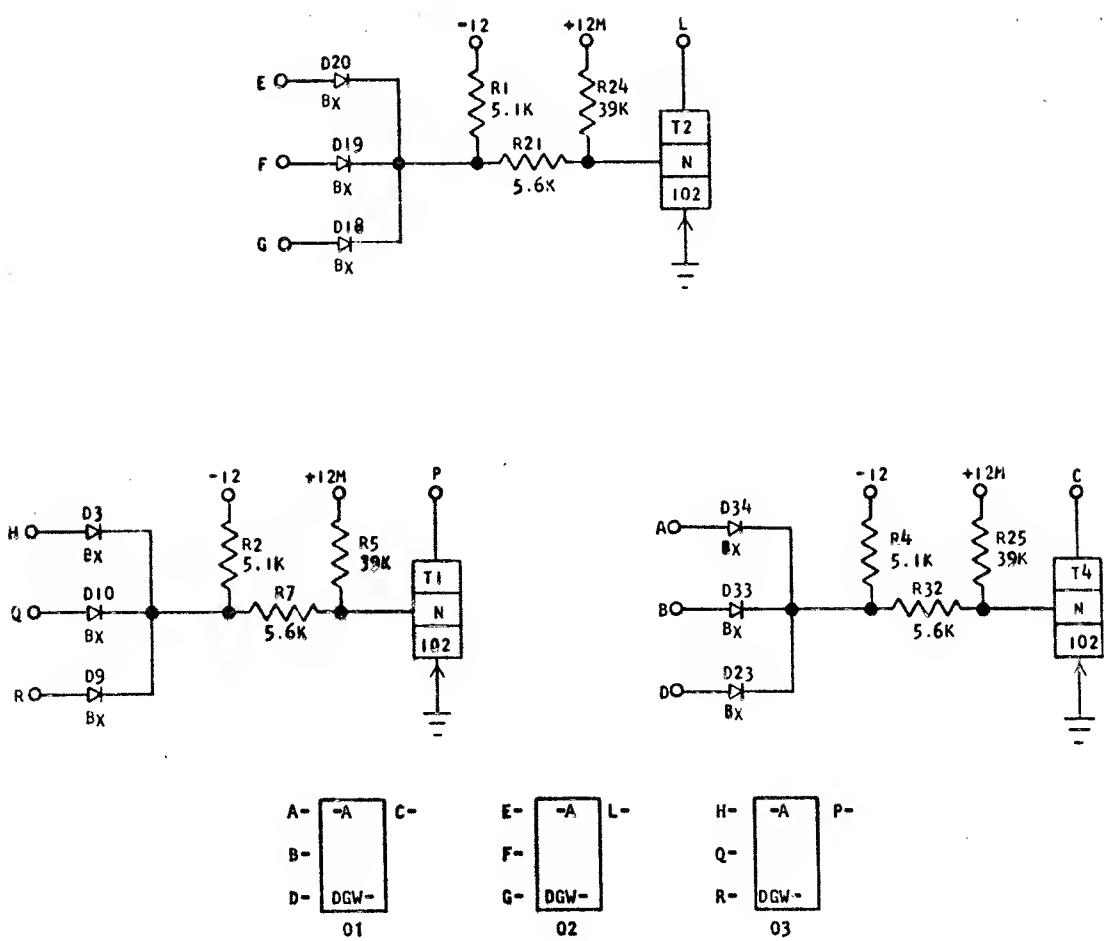 -12 +12M L
D20
E BX
R1 5.1K
R24 39K
T2
D19
F BX
R21 5.6K
N
102
D18
G BX
-12 +12M P
D3
H BX
R2 5.1K
R5 39K
T1
D10
Q BX
R7 5.6K
N
102
D9
R BX
-12 +12M C
D34
A BX
R4 5.1K
R25 39K
T4
D33
B BX
R32 5.6K
N
102
D23
D BX
A- -A C-
B-
D- DGW-
01
E- -A L-
F-
G- DGW-
02
H- -A P-
Q-
R- DGW-
03